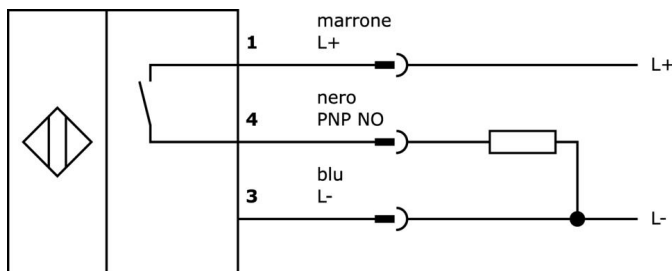 marrone
1 L+
L+
nero
4 PNP NO
blu
3 L-
L-